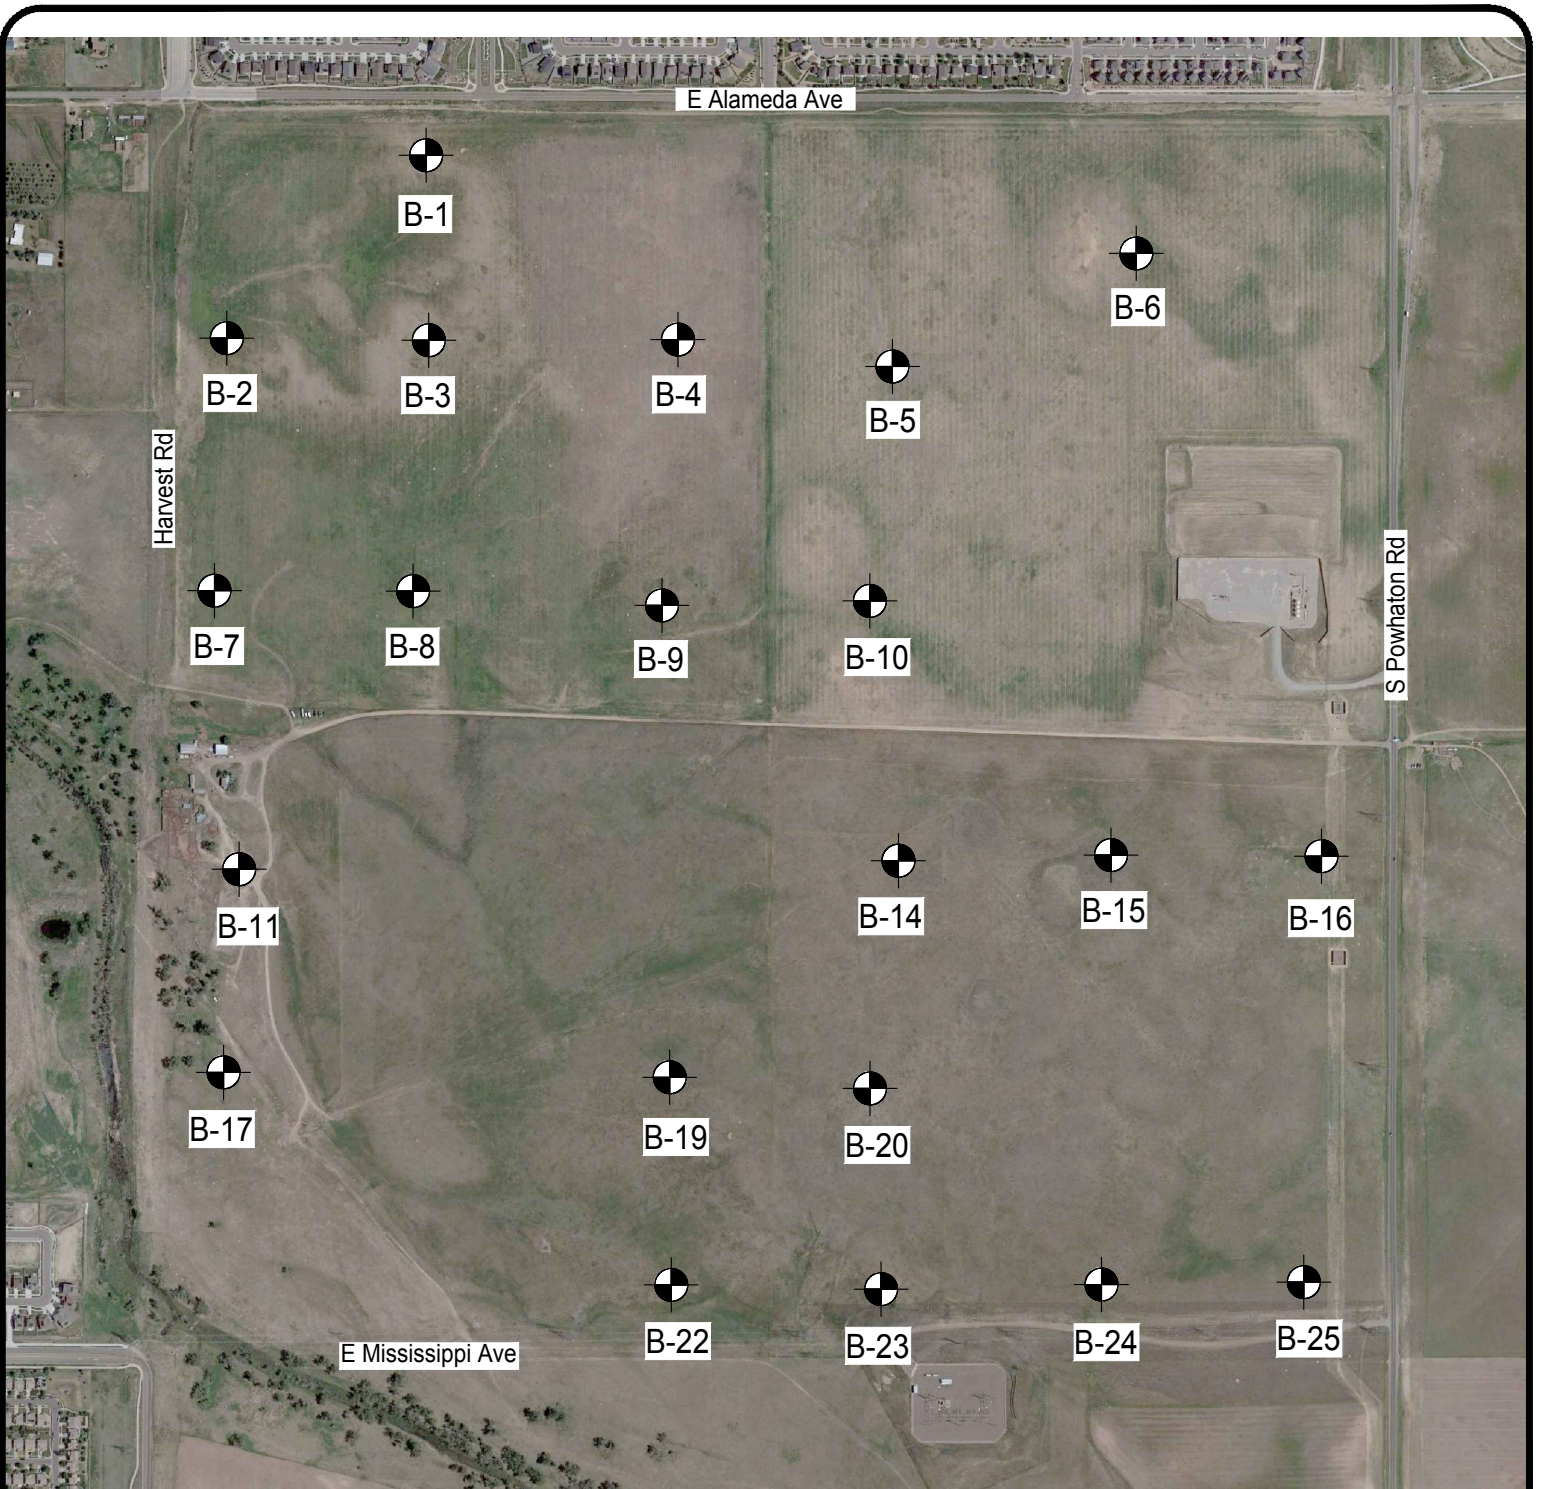 E Alameda Ave
B-1
B-6
B-2
B-3
B-4
B-5
Harvest Rd
S Powhaton Rd
B-7
B-8
B-9
B-10
B-11
B-14
B-15
B-16
B-17
B-19
B-20
B-22
B-23
B-24
B-25
E Mississippi Ave